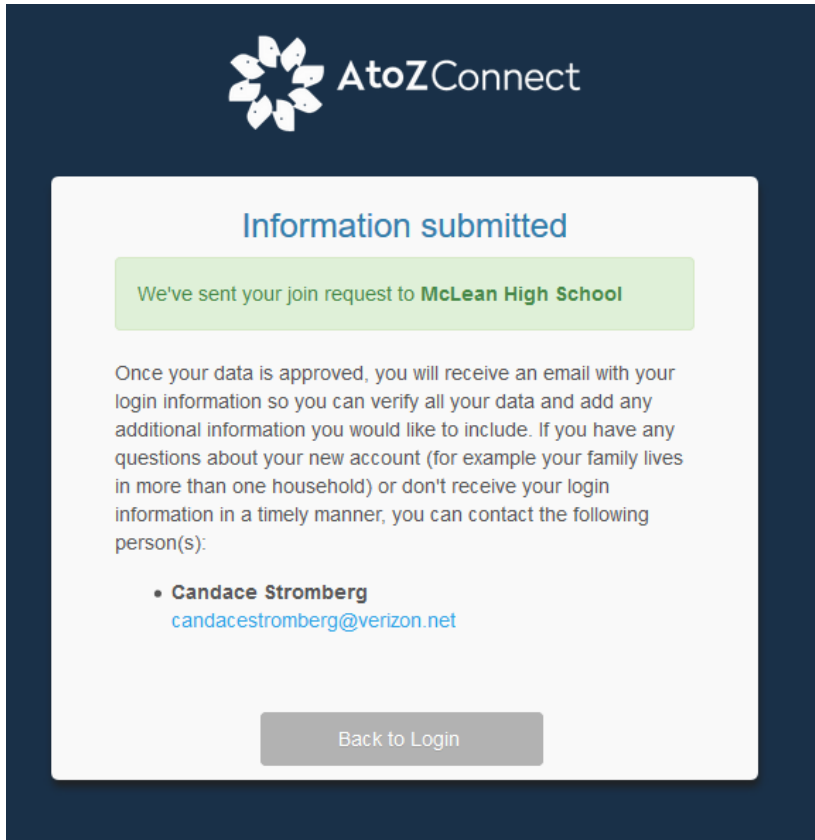 AtoZConnect
Information submitted
We've sent your join request to McLean High School
Once your data is approved, you will receive an email with your
login information so you can verify all your data and add any
additional information you would like to include. If you have any
questions about your new account (for example your family lives
in more than one household) or don't receive your login
information in a timely manner, you can contact the following
person(s):
• Candace Stromberg
candacestromberg@verizon.net
Back to Login